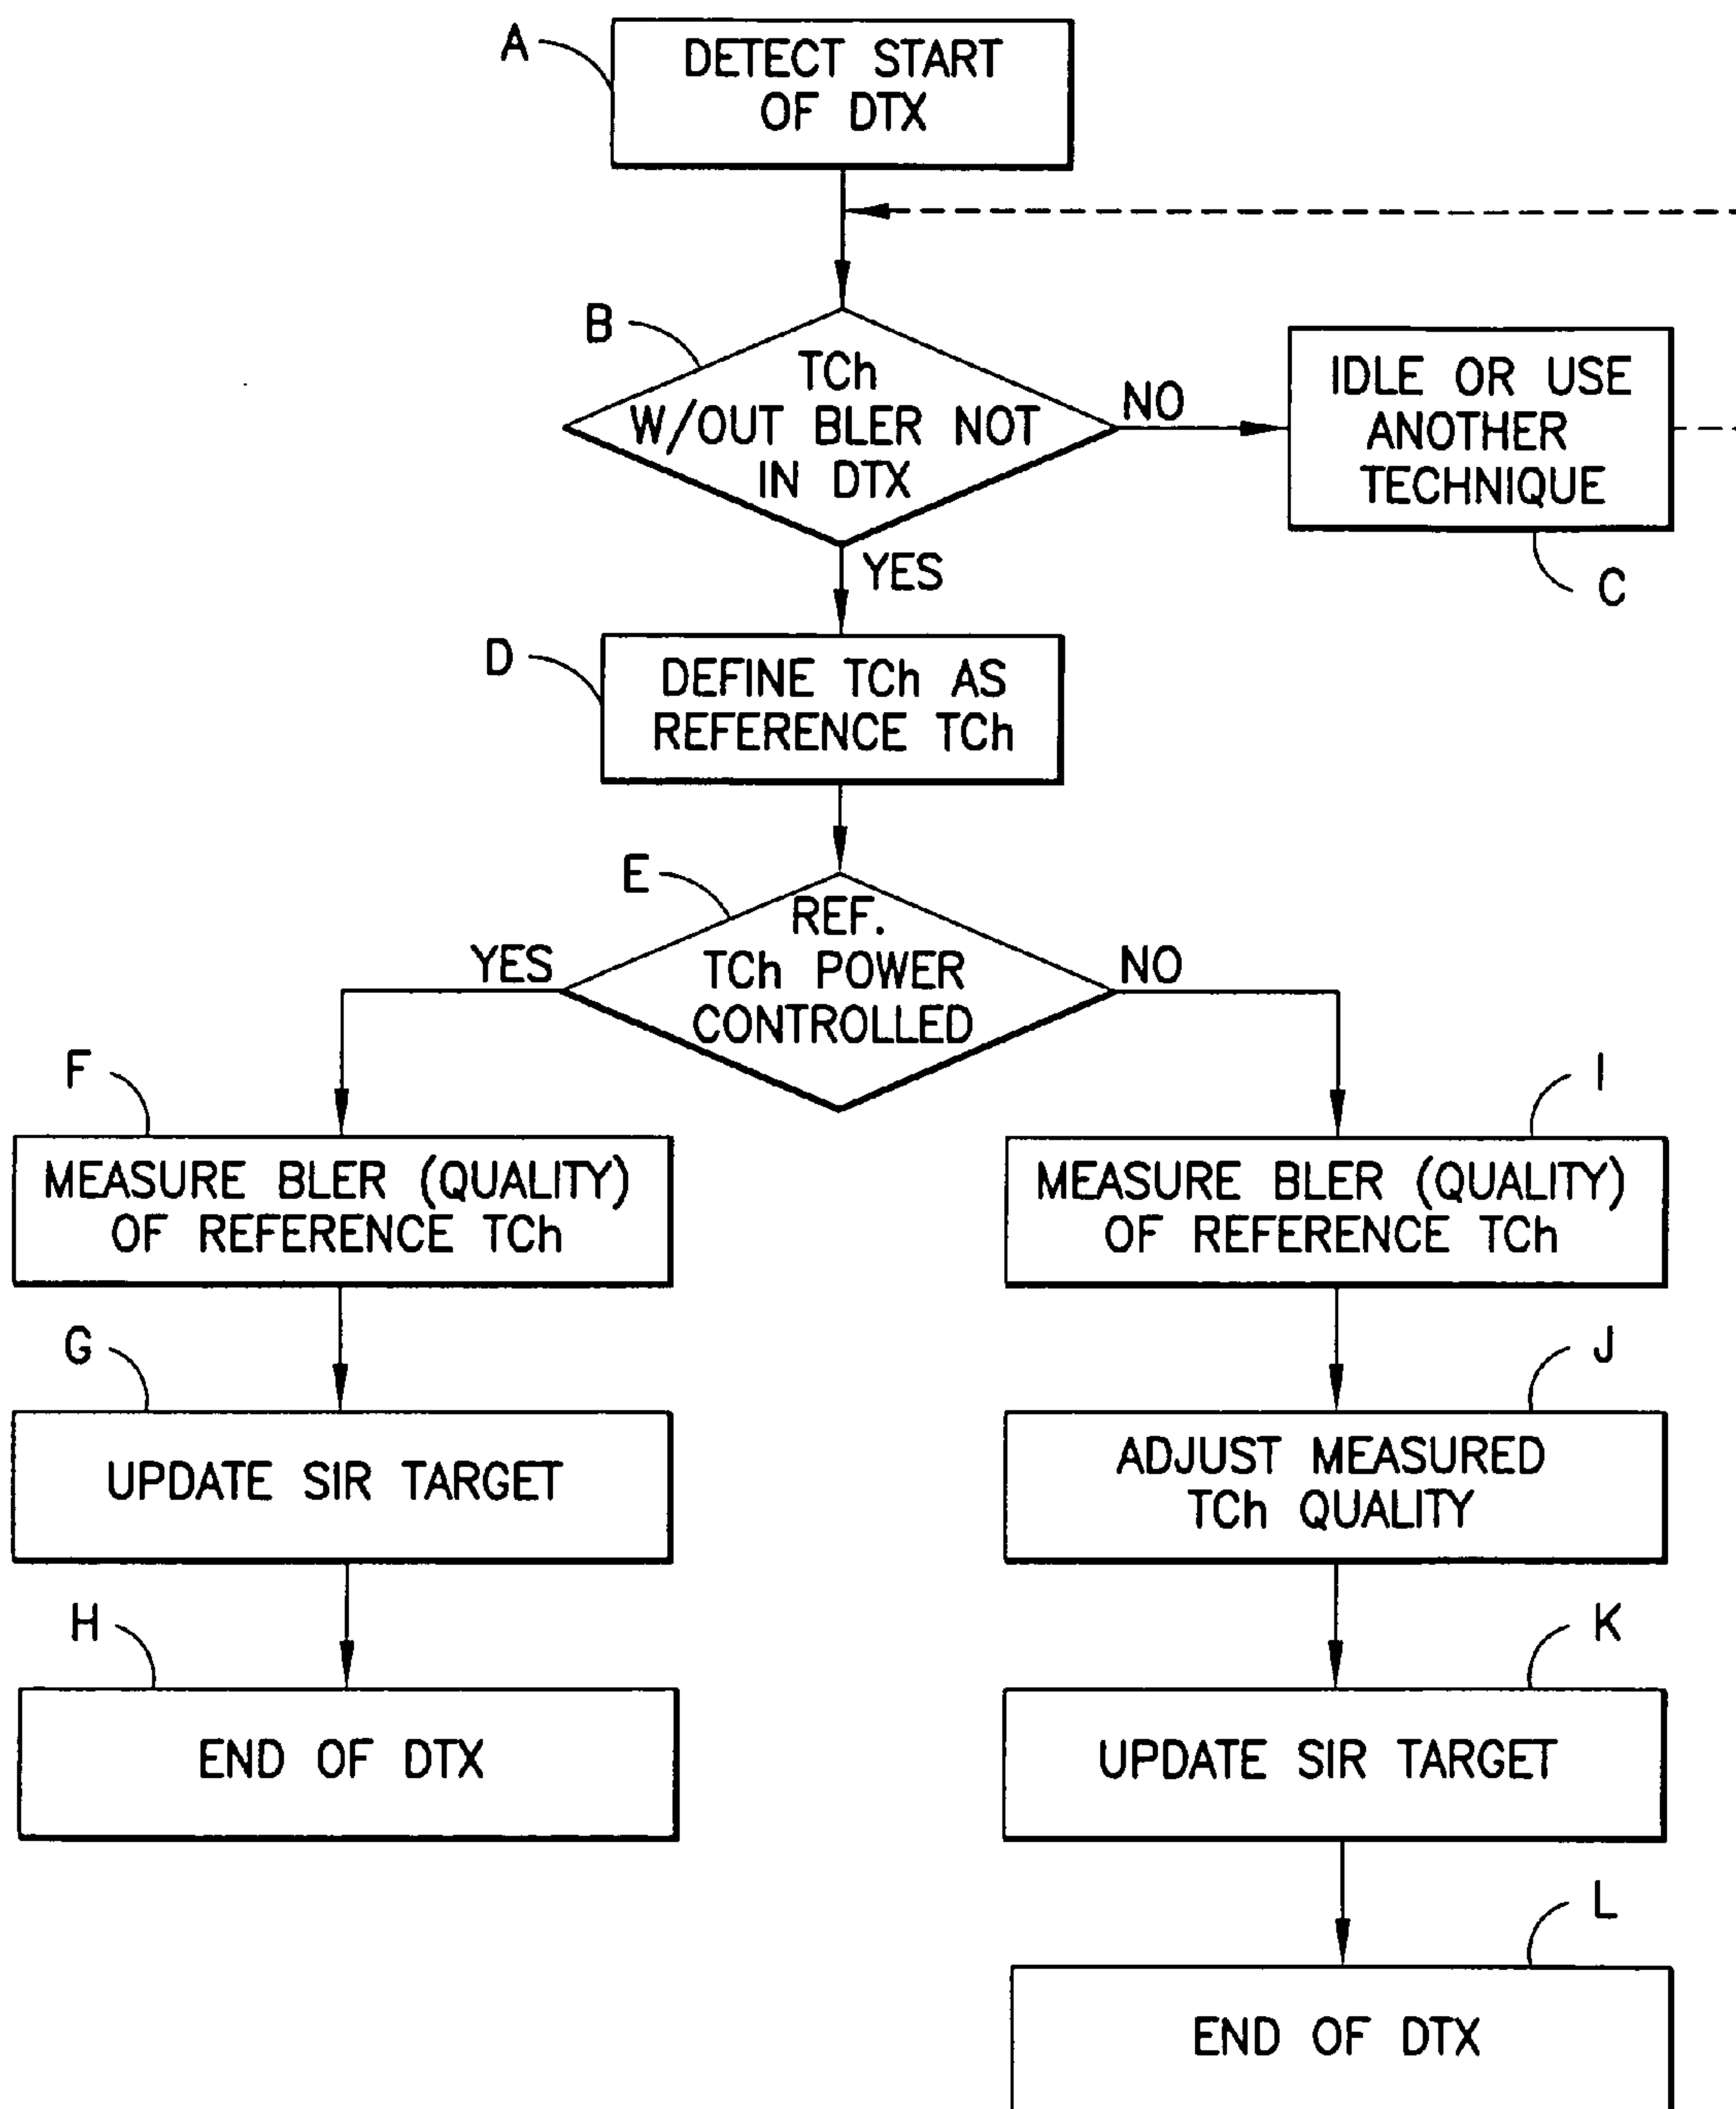 A
DETECT START
OF DTX
B
TCh
W/OUT BLER NOT
IN DTX
NO
IDLE OR USE
ANOTHER
TECHNIQUE
C
YES
D
DEFINE TCh AS
REFERENCE TCh
E
REF.
TCh POWER
CONTROLLED
YES
NO
F
MEASURE BLER (QUALITY)
OF REFERENCE TCh
I
MEASURE BLER (QUALITY)
OF REFERENCE TCh
G
UPDATE SIR TARGET
J
ADJUST MEASURED
TCh QUALITY
H
END OF DTX
K
UPDATE SIR TARGET
L
END OF DTX